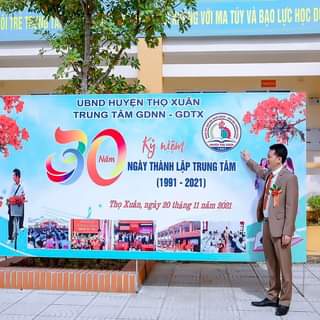 VỚI MA TÚY VÀ BẠO LỰC HỌC
UBND HUYỆN THỌ XUÂN
TRUNG TÂM GDNN - GDTX
30 Năm
Kỷ niệm
NGÀY THÀNH LẬP TRUNG TÂM
(1991 - 2021)
Thọ Xuân, ngày 20 tháng 11 năm 2021